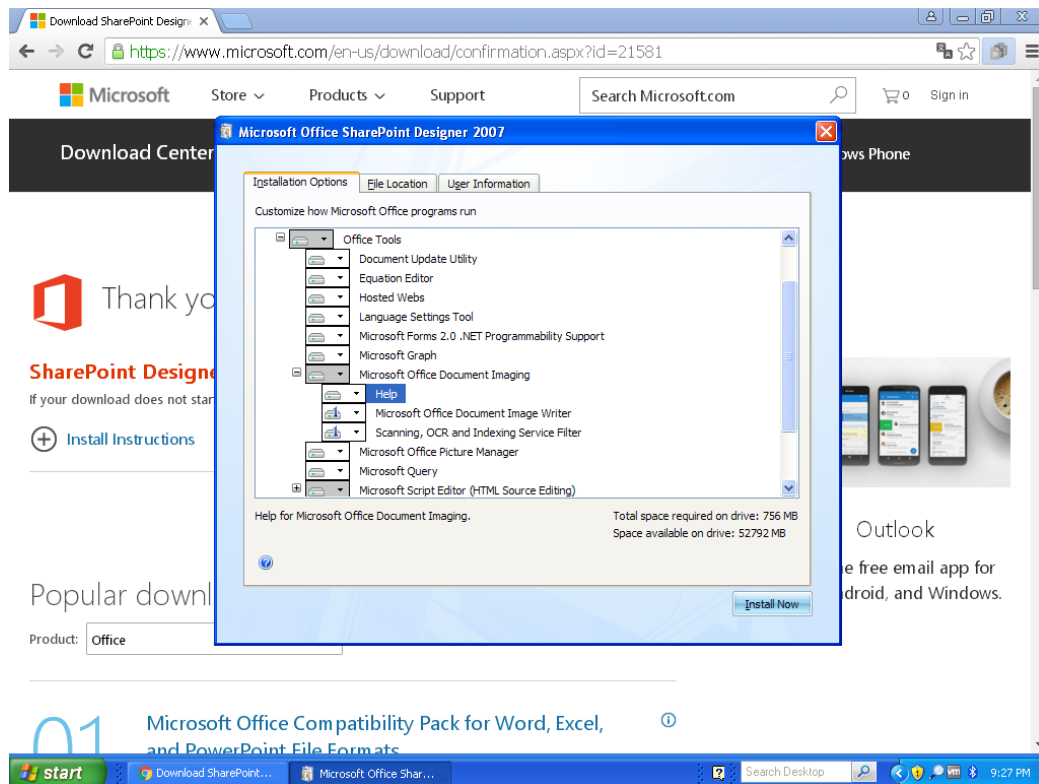 Download SharePoint Designe
https://www.microsoft.com/en-us/download/confirmation.aspx?id=21581
Microsoft Store Products Support Search Microsoft.com 0 Sign in
Download Center
ows Phone
Microsoft Office SharePoint Designer 2007
Installation Options File Location User Information
Customize how Microsoft Office programs run
Office Tools
Document Update Utility
Equation Editor
Hosted Webs
Language Settings Tool
Microsoft Forms 2.0 .NET Programmability Support
Microsoft Graph
Microsoft Office Document Imaging
Help
Microsoft Office Document Image Writer
Scanning, OCR and Indexing Service Filter
Microsoft Office Picture Manager
Microsoft Query
Microsoft Script Editor (HTML Source Editing)
Help for Microsoft Office Document Imaging.
Total space required on drive: 756 MB
Space available on drive: 52792 MB
Install Now
Thank yo
SharePoint Designe
If your download does not star
Install Instructions
Outlook
e free email app for
droid, and Windows.
Popular downl
Product: Office
01
Microsoft Office Compatibility Pack for Word, Excel,
and PowerPoint File Formats
start Download SharePoint... Microsoft Office Shar... Search Desktop 9:27 PM